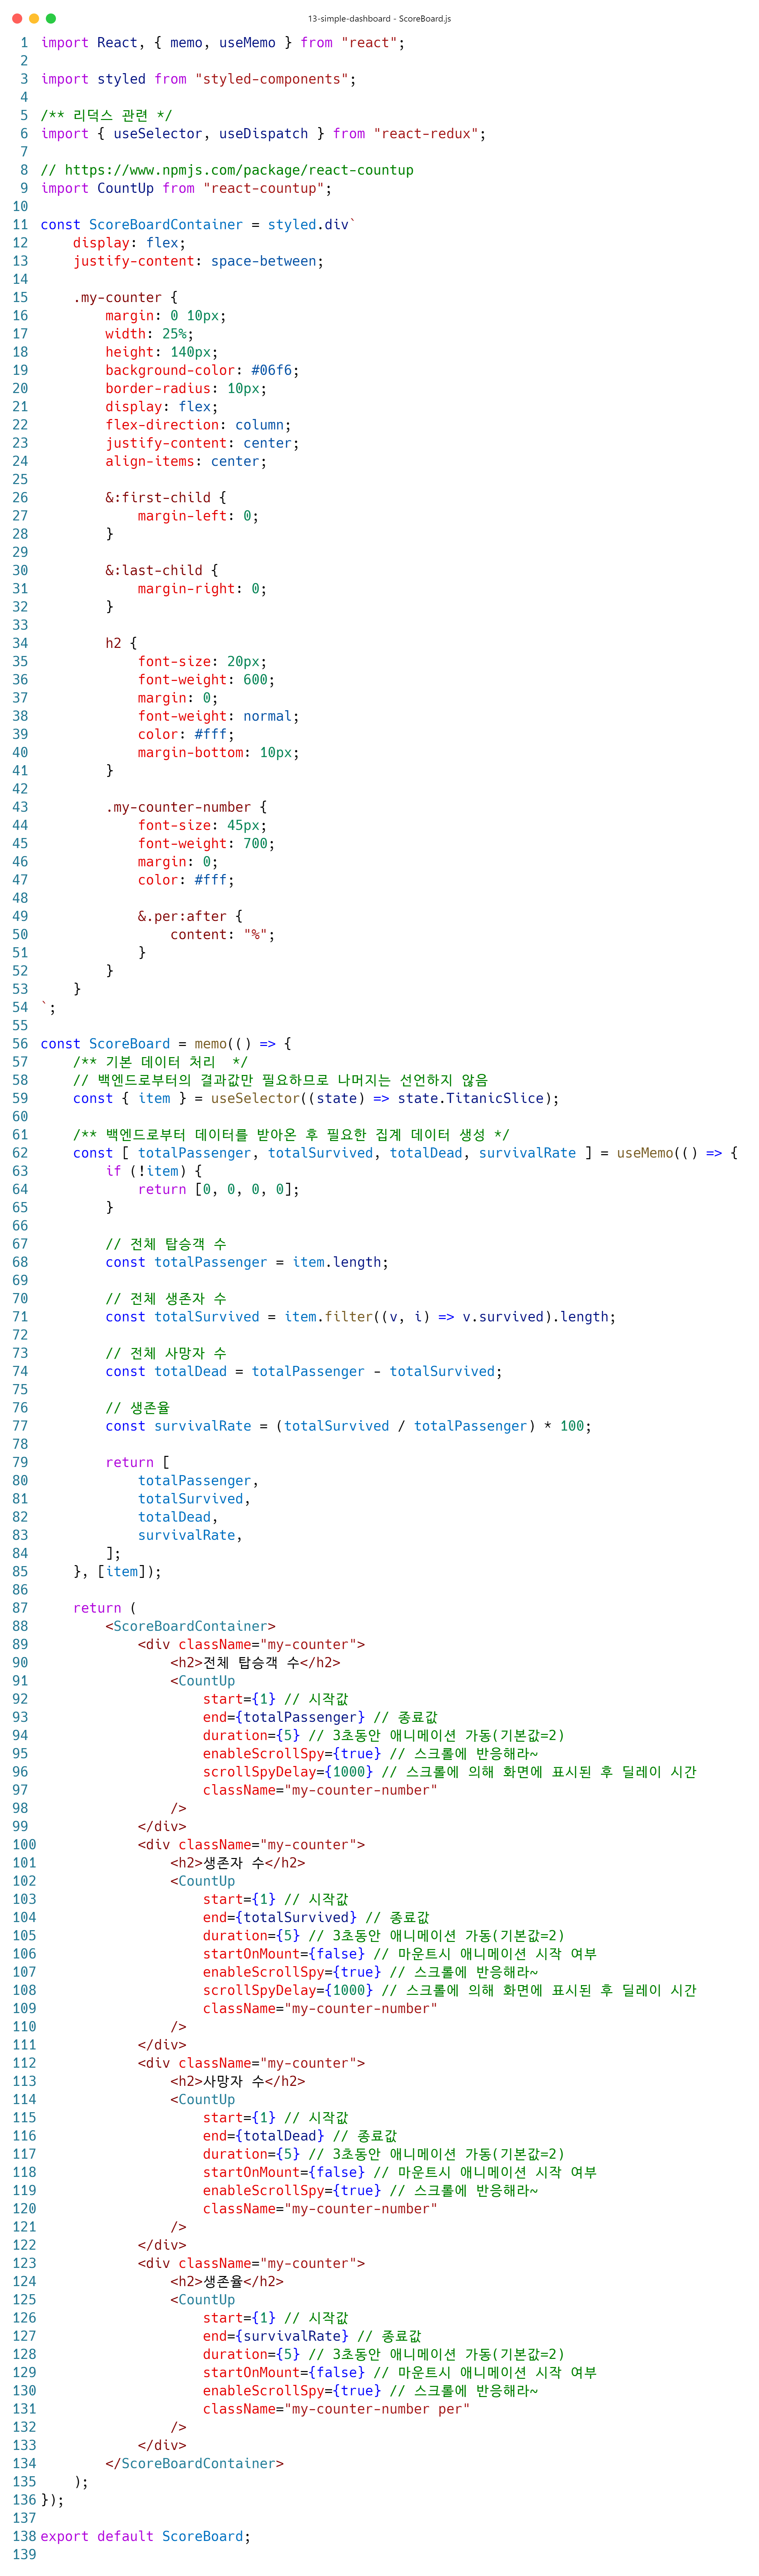 13-simple-dashboard - ScoreBoard.js
1 import React, { memo, useMemo } from "react";
2
3 import styled from "styled-components";
4
5 /** 리덕스 관련 */
6 import { useSelector, useDispatch } from "react-redux";
7
8 // https://www.npmjs.com/package/react-countup
9 import CountUp from "react-countup";
10
11 const ScoreBoardContainer = styled.div`
12     display: flex;
13     justify-content: space-between;
14
15     .my-counter {
16         margin: 0 10px;
17         width: 25%;
18         height: 140px;
19         background-color: #06f6;
20         border-radius: 10px;
21         display: flex;
22         flex-direction: column;
23         justify-content: center;
24         align-items: center;
25
26         &:first-child {
27             margin-left: 0;
28         }
29
30         &:last-child {
31             margin-right: 0;
32         }
33
34         h2 {
35             font-size: 20px;
36             font-weight: 600;
37             margin: 0;
38             font-weight: normal;
39             color: #fff;
40             margin-bottom: 10px;
41         }
42
43         .my-counter-number {
44             font-size: 45px;
45             font-weight: 700;
46             margin: 0;
47             color: #fff;
48
49             &.per:after {
50                 content: "%";
51             }
52         }
53     }
54 `;
55
56 const ScoreBoard = memo(() => {
57     /** 기본 데이터 처리  */
58     // 백엔드로부터의 결과값만 필요하므로 나머지는 선언하지 않음
59     const { item } = useSelector((state) => state.TitanicSlice);
60
61     /** 백엔드로부터 데이터를 받아온 후 필요한 집계 데이터 생성 */
62     const [ totalPassenger, totalSurvived, totalDead, survivalRate ] = useMemo(() => {
63         if (!item) {
64             return [0, 0, 0, 0];
65         }
66
67         // 전체 탑승객 수
68         const totalPassenger = item.length;
69
70         // 전체 생존자 수
71         const totalSurvived = item.filter((v, i) => v.survived).length;
72
73         // 전체 사망자 수
74         const totalDead = totalPassenger - totalSurvived;
75
76         // 생존율
77         const survivalRate = (totalSurvived / totalPassenger) * 100;
78
79         return [
80             totalPassenger,
81             totalSurvived,
82             totalDead,
83             survivalRate,
84         ];
85     }, [item]);
86
87     return (
88         <ScoreBoardContainer>
89             <div className="my-counter">
90                 <h2>전체 탑승객 수</h2>
91                 <CountUp
92                     start={1} // 시작값
93                     end={totalPassenger} // 종료값
94                     duration={5} // 3초동안 애니메이션 가동(기본값=2)
95                     enableScrollSpy={true} // 스크롤에 반응해라~
96                     scrollSpyDelay={1000} // 스크롤에 의해 화면에 표시된 후 딜레이 시간
97                     className="my-counter-number"
98                 />
99             </div>
100             <div className="my-counter">
101                 <h2>생존자 수</h2>
102                 <CountUp
103                     start={1} // 시작값
104                     end={totalSurvived} // 종료값
105                     duration={5} // 3초동안 애니메이션 가동(기본값=2)
106                     startOnMount={false} // 마운트시 애니메이션 시작 여부
107                     enableScrollSpy={true} // 스크롤에 반응해라~
108                     scrollSpyDelay={1000} // 스크롤에 의해 화면에 표시된 후 딜레이 시간
109                     className="my-counter-number"
110                 />
111             </div>
112             <div className="my-counter">
113                 <h2>사망자 수</h2>
114                 <CountUp
115                     start={1} // 시작값
116                     end={totalDead} // 종료값
117                     duration={5} // 3초동안 애니메이션 가동(기본값=2)
118                     startOnMount={false} // 마운트시 애니메이션 시작 여부
119                     enableScrollSpy={true} // 스크롤에 반응해라~
120                     className="my-counter-number"
121                 />
122             </div>
123             <div className="my-counter">
124                 <h2>생존율</h2>
125                 <CountUp
126                     start={1} // 시작값
127                     end={survivalRate} // 종료값
128                     duration={5} // 3초동안 애니메이션 가동(기본값=2)
129                     startOnMount={false} // 마운트시 애니메이션 시작 여부
130                     enableScrollSpy={true} // 스크롤에 반응해라~
131                     className="my-counter-number per"
132                 />
133             </div>
134         </ScoreBoardContainer>
135     );
136 });
137
138 export default ScoreBoard;
139